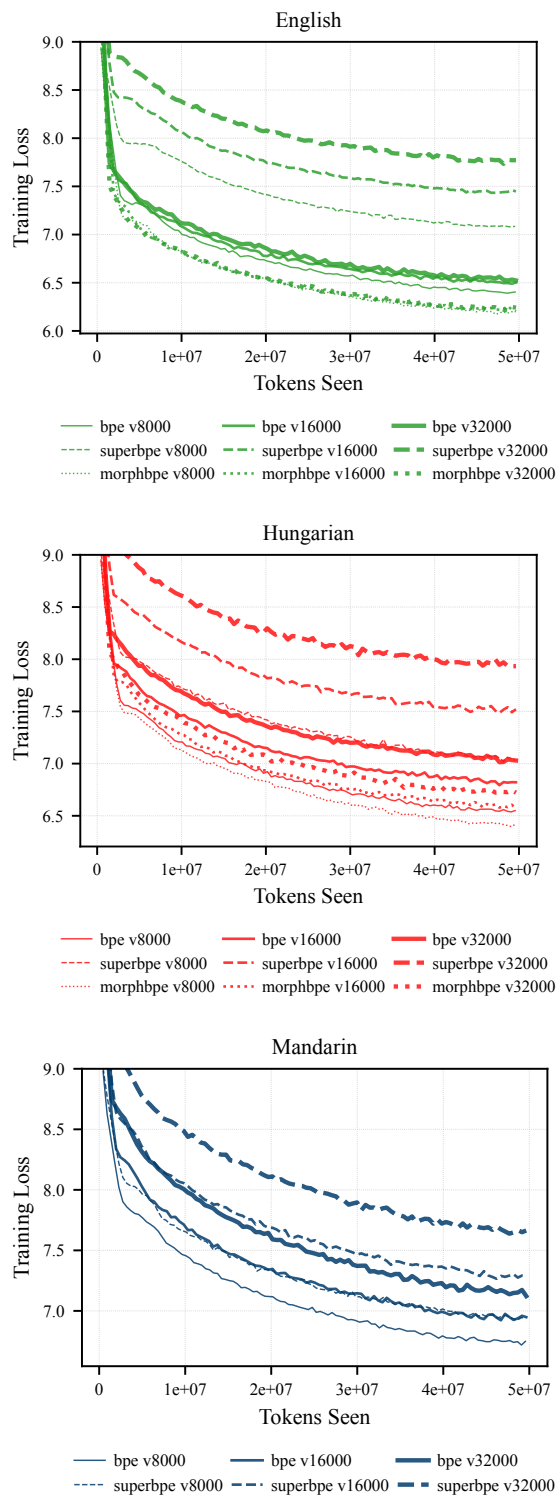 English
9.0
8.5
8.0
7.5
7.0
6.5
6.0
Training Loss
0 1e+07 2e+07 3e+07 4e+07 5e+07
Tokens Seen
bpe v8000 bpe v16000 bpe v32000
superbpe v8000 superbpe v16000 superbpe v32000
morphbpe v8000 morphbpe v16000 morphbpe v32000
Hungarian
9.0
8.5
8.0
7.5
7.0
6.5
Training Loss
0 1e+07 2e+07 3e+07 4e+07 5e+07
Tokens Seen
bpe v8000 bpe v16000 bpe v32000
superbpe v8000 superbpe v16000 superbpe v32000
morphbpe v8000 morphbpe v16000 morphbpe v32000
Mandarin
9.0
8.5
8.0
7.5
7.0
Training Loss
0 1e+07 2e+07 3e+07 4e+07 5e+07
Tokens Seen
bpe v8000 bpe v16000 bpe v32000
superbpe v8000 superbpe v16000 superbpe v32000